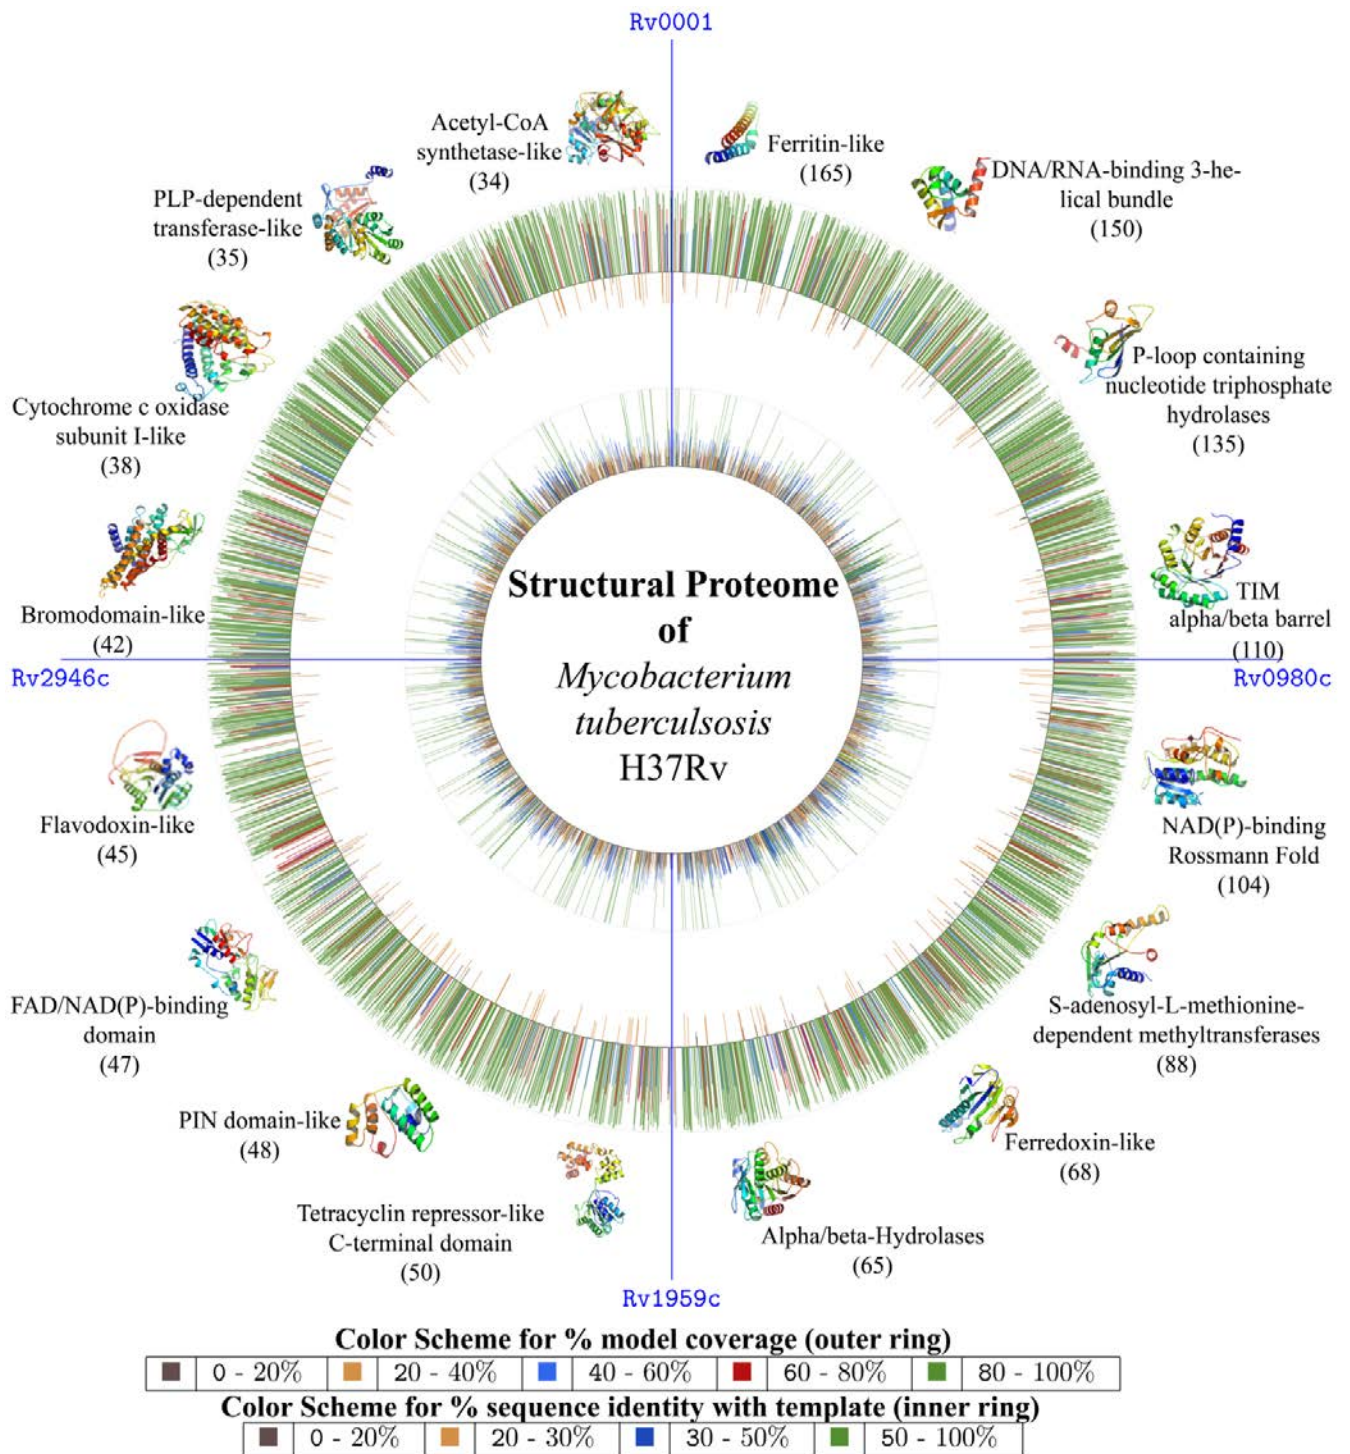 Rv0001
Acetyl-CoA
synthetase-like
(34)
Ferritin-like
(165)
DNA/RNA-binding 3-he-
lical bundle
(150)
PLP-dependent
transferase-like
(35)
P-loop containing
nucleotide triphosphate
hydrolases
(135)
Cytochrome c oxidase
subunit I-like
(38)
TIM
alpha/beta barrel
(110)
Bromodomain-like
(42)
Structural Proteome
of
Mycobacterium
tuberculsosis
H37Rv
Rv2946c
Rv0980c
Flavodoxin-like
(45)
NAD(P)-binding
Rossmann Fold
(104)
FAD/NAD(P)-binding
domain
(47)
S-adenosyl-L-methionine-
dependent methyltransferases
(88)
PIN domain-like
(48)
Ferredoxin-like
(68)
Tetracyclin repressor-like
C-terminal domain
(50)
Alpha/beta-Hydrolases
(65)
Rv1959c
Color Scheme for % model coverage (outer ring)
0 - 20% 20 - 40% 40 - 60% 60 - 80% 80 - 100%
Color Scheme for % sequence identity with template (inner ring)
0 - 20% 20 - 30% 30 - 50% 50 - 100%